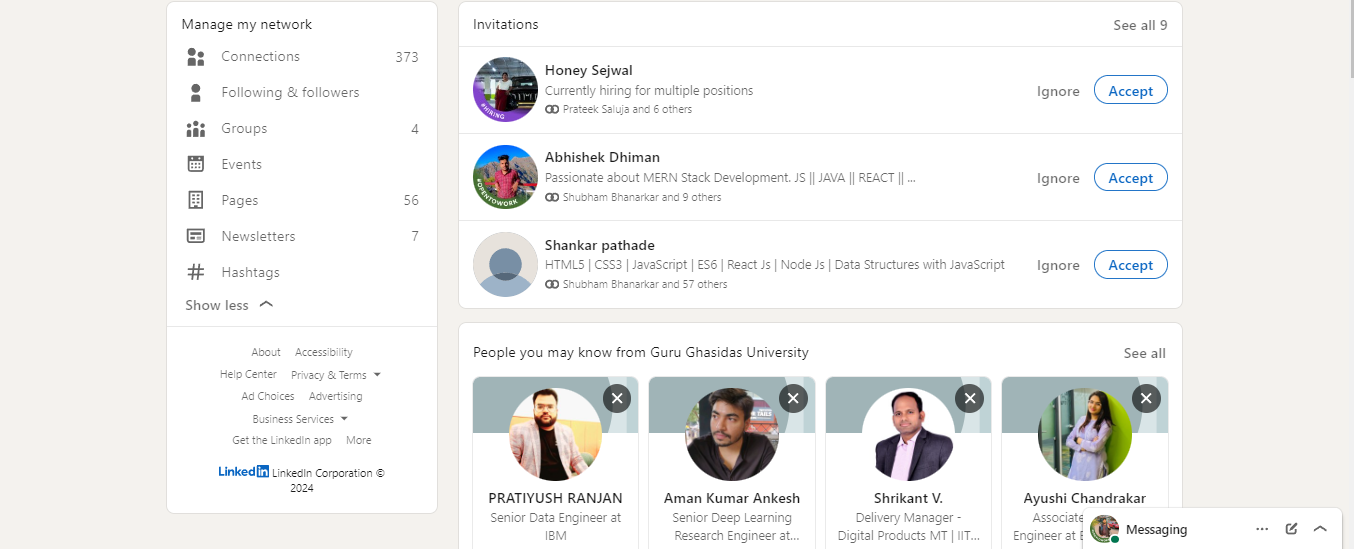 Manage my network
Connections 373
Following & followers
Groups 4
Events
Pages 56
Newsletters 7
Hashtags
Show less
About Accessibility
Help Center Privacy & Terms
Ad Choices Advertising
Business Services
Get the LinkedIn app More
LinkedIn LinkedIn Corporation ©
2024
Invitations See all 9
Honey Sejwal
Currently hiring for multiple positions
Prateek Saluja and 6 others
#HIRING
Ignore Accept
Abhishek Dhiman
Passionate about MERN Stack Development. JS || JAVA || REACT || ...
Shubham Bhanarkar and 9 others
#OPENTOWORK
Ignore Accept
Shankar pathade
HTML5 | CSS3 | JavaScript | ES6 | React Js | Node Js | Data Structures with JavaScript
Shubham Bhanarkar and 57 others
Ignore Accept
People you may know from Guru Ghasidas University See all
PRATIYUSH RANJAN
Senior Data Engineer at
IBM
Aman Kumar Ankesh
Senior Deep Learning
Research Engineer at...
Shrikant V.
Delivery Manager -
Digital Products MT | IIT...
Ayushi Chandrakar
Associate
Engineer at
Messaging